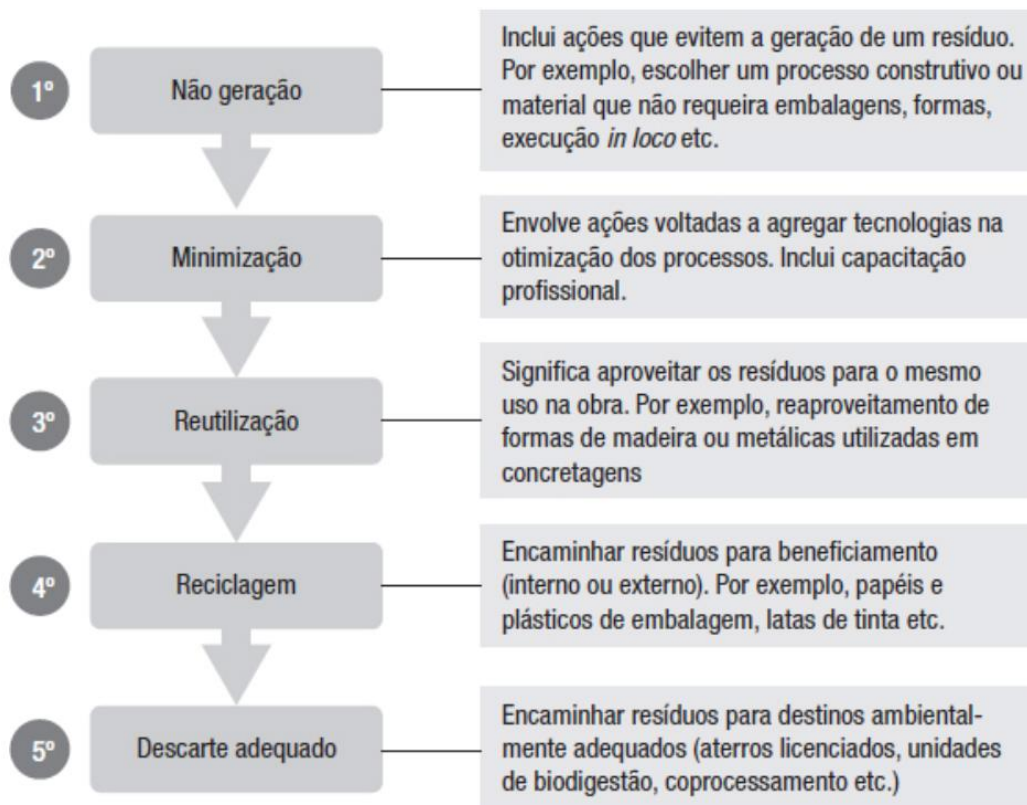 1º
Não geração
Inclui ações que evitem a geração de um resíduo.
Por exemplo, escolher um processo construtivo ou
material que não requeira embalagens, formas,
execução in loco etc.
2º
Minimização
Envolve ações voltadas a agregar tecnologias na
otimização dos processos. Inclui capacitação
profissional.
3º
Reutilização
Significa aproveitar os resíduos para o mesmo
uso na obra. Por exemplo, reaproveitamento de
formas de madeira ou metálicas utilizadas em
concretagens
4º
Reciclagem
Encaminhar resíduos para beneficiamento
(interno ou externo). Por exemplo, papéis e
plásticos de embalagem, latas de tinta etc.
5º
Descarte adequado
Encaminhar resíduos para destinos ambiental-
mente adequados (aterros licenciados, unidades
de biodigestão, coprocessamento etc.)